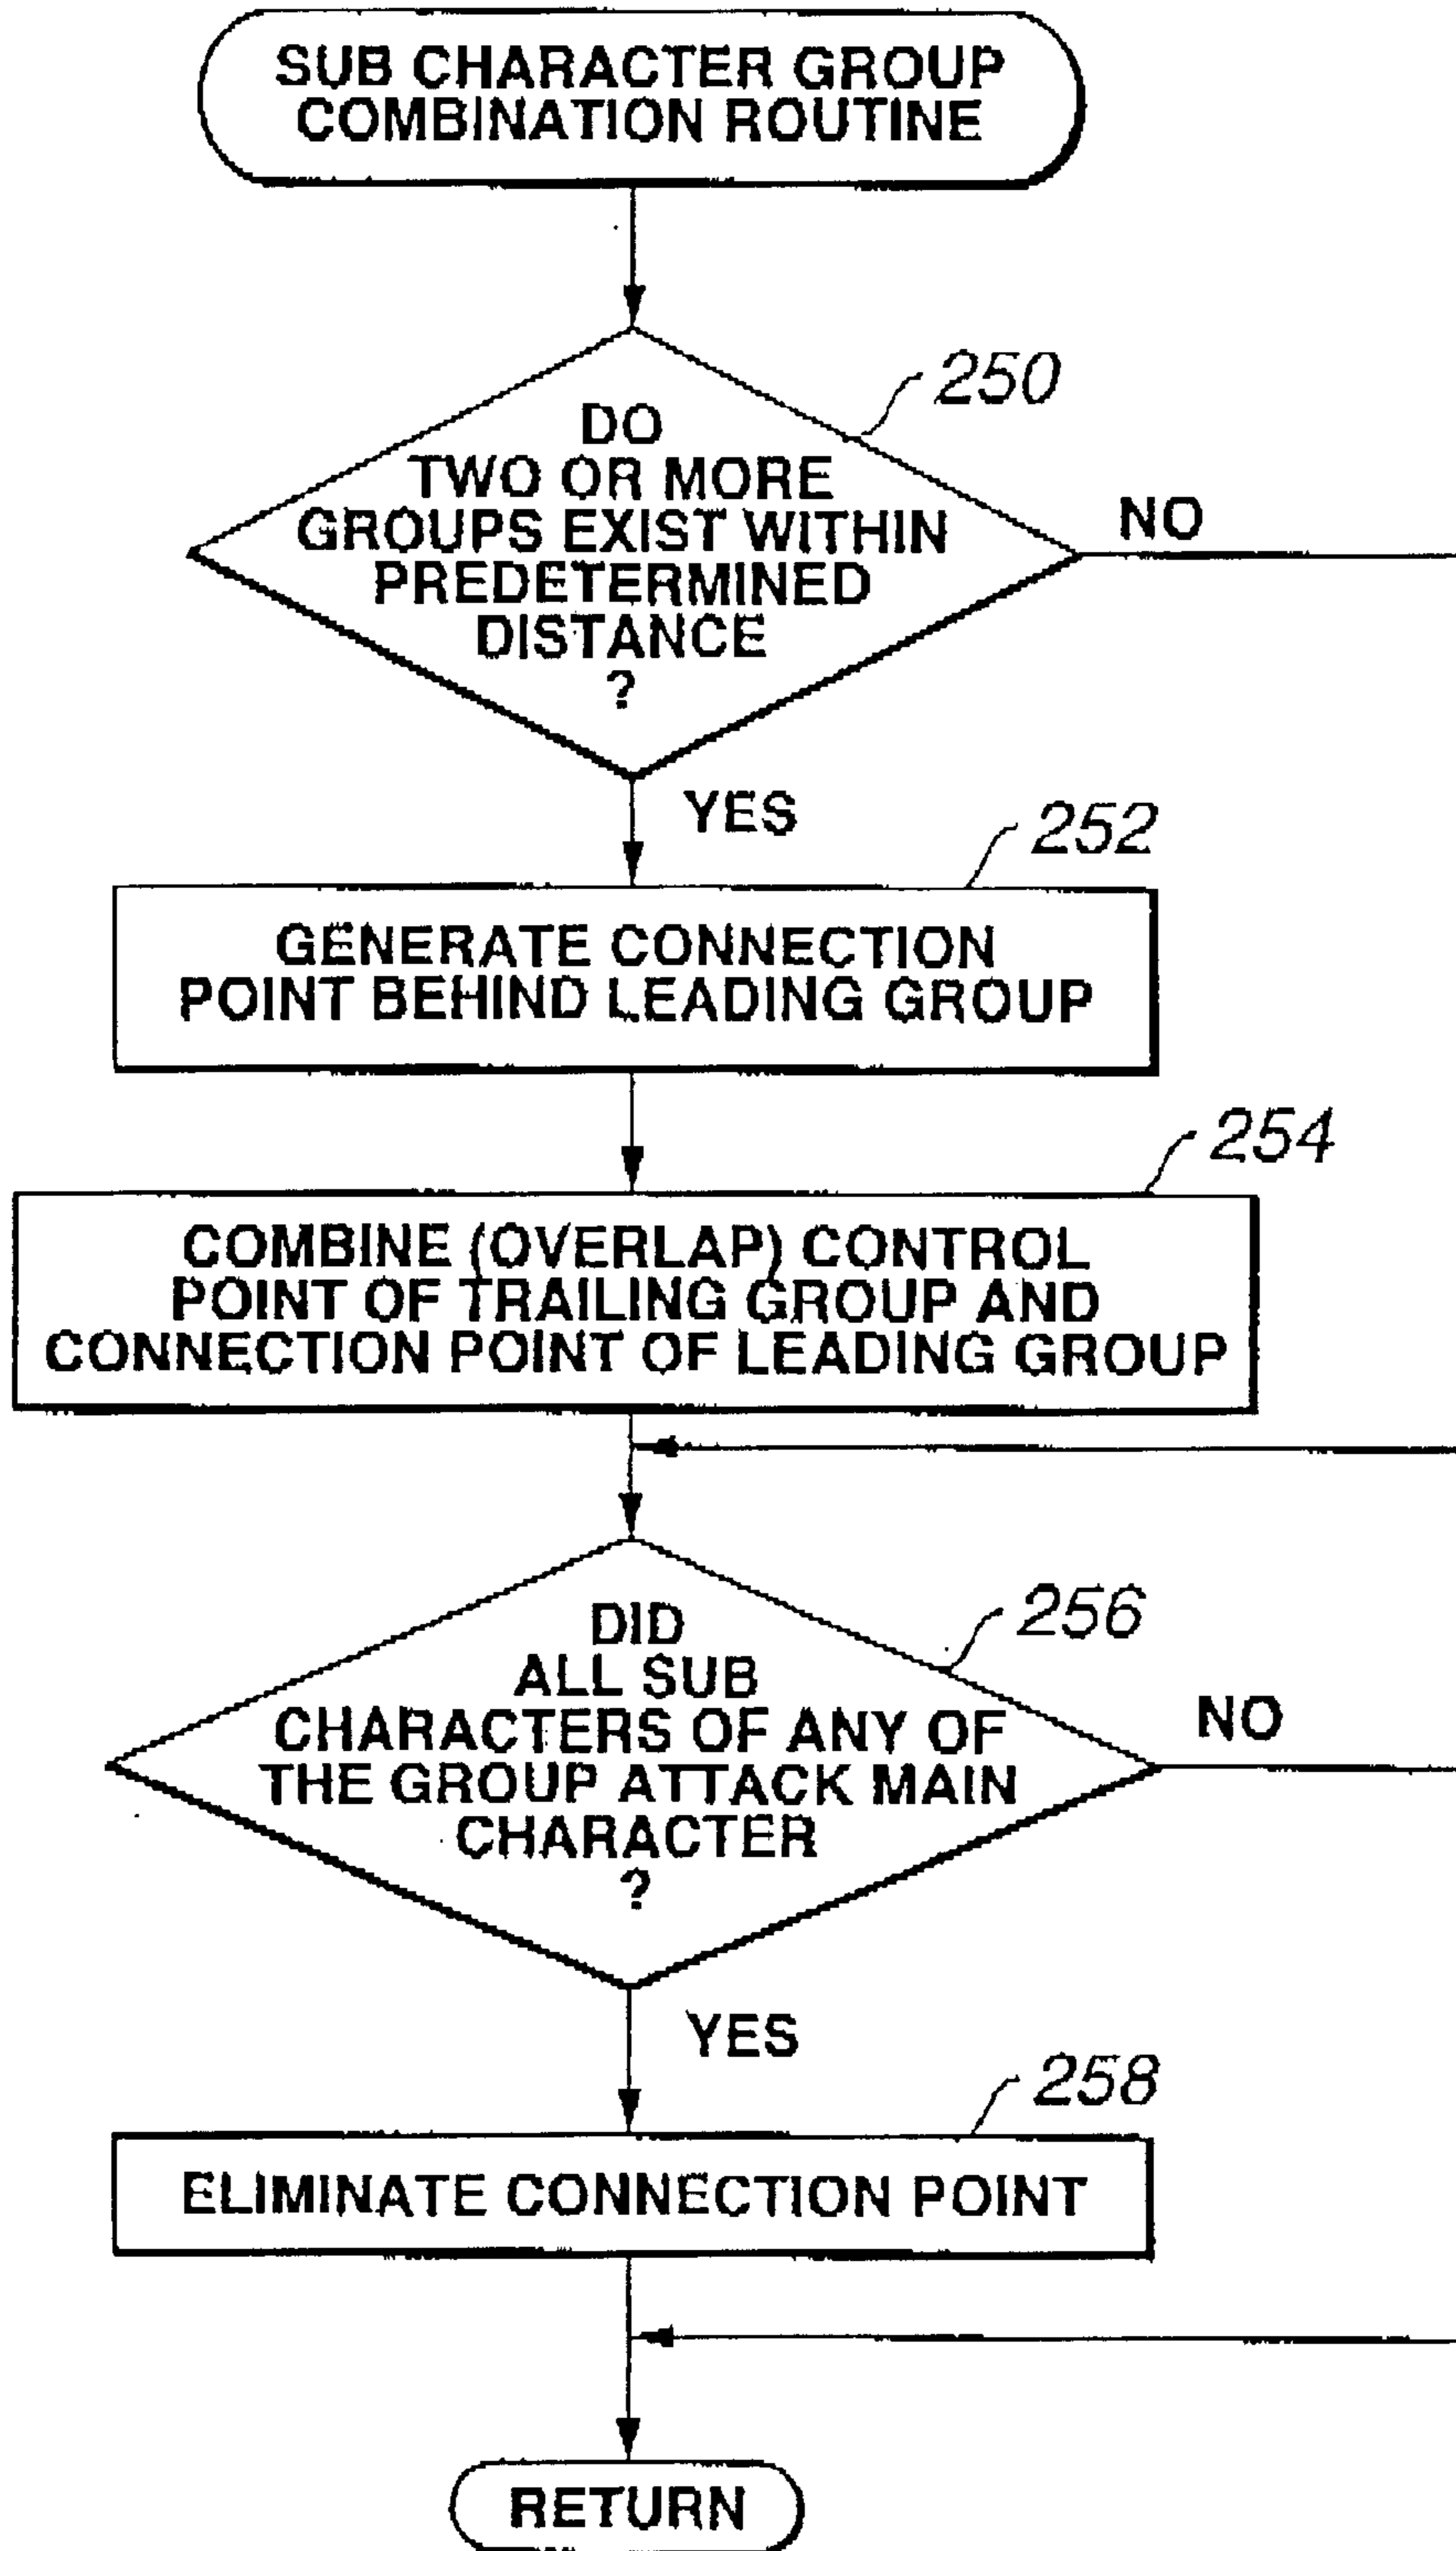 SUB CHARACTER GROUP
COMBINATION ROUTINE
250
DO
TWO OR MORE
GROUPS EXIST WITHIN
PREDETERMINED
DISTANCE
?
NO
YES
252
GENERATE CONNECTION
POINT BEHIND LEADING GROUP
254
COMBINE (OVERLAP) CONTROL
POINT OF TRAILING GROUP AND
CONNECTION POINT OF LEADING GROUP
256
DID
ALL SUB
CHARACTERS OF ANY OF
THE GROUP ATTACK MAIN
CHARACTER
?
NO
YES
258
ELIMINATE CONNECTION POINT
RETURN